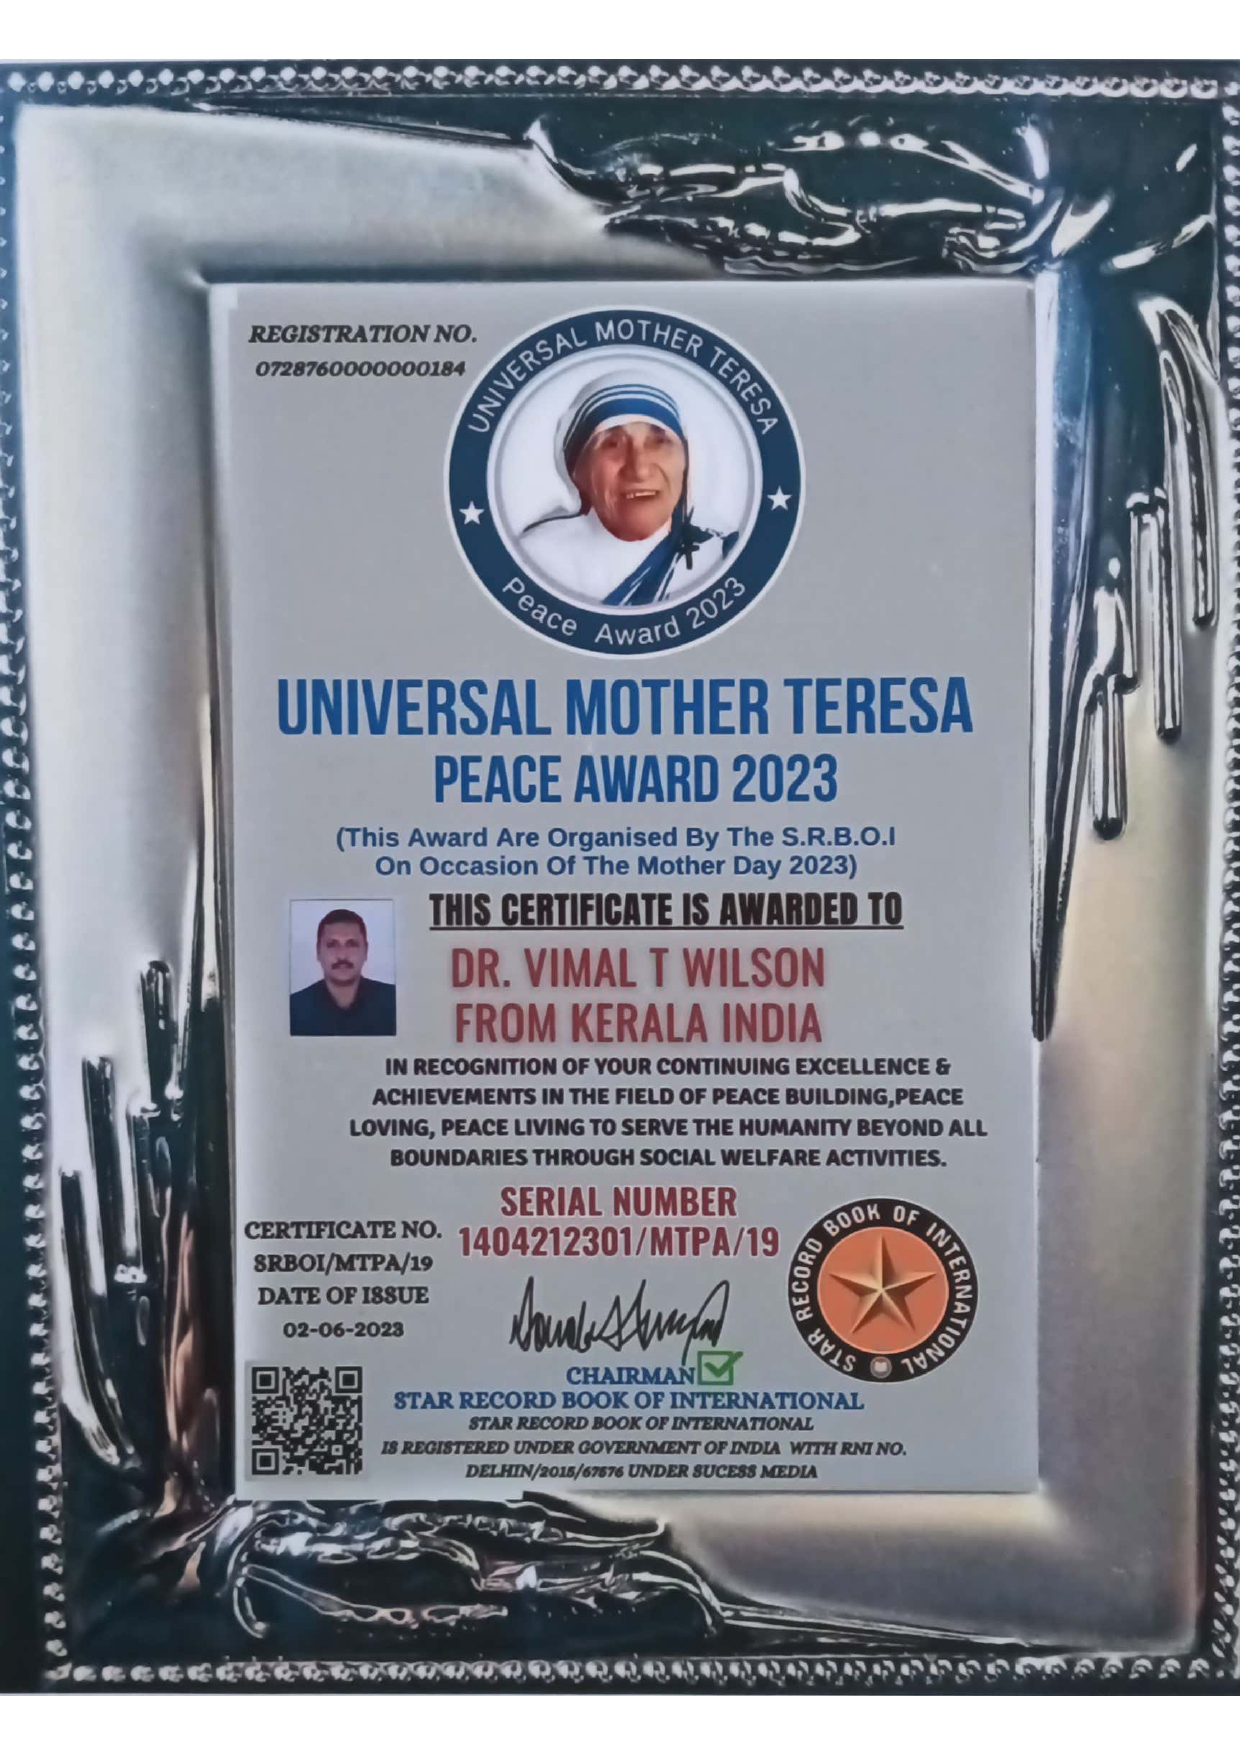 REGISTRATION NO.
0728760000000184
UNIVERSAL MOTHER TERESA
Peace Award 2023
UNIVERSAL MOTHER TERESA
PEACE AWARD 2023
(This Award Are Organised By The S.R.B.O.I
On Occasion Of The Mother Day 2023)
THIS CERTIFICATE IS AWARDED TO
DR. VIMAL T WILSON
FROM KERALA INDIA
IN RECOGNITION OF YOUR CONTINUING EXCELLENCE &
ACHIEVEMENTS IN THE FIELD OF PEACE BUILDING,PEACE
LOVING, PEACE LIVING TO SERVE THE HUMANITY BEYOND ALL
BOUNDARIES THROUGH SOCIAL WELFARE ACTIVITIES.
SERIAL NUMBER
1404212301/MTPA/19
CERTIFICATE NO.
SRBOI/MTPA/19
DATE OF ISSUE
02-06-2023
STAR RECORD BOOK OF INTERNATIONAL
CHAIRMAN
STAR RECORD BOOK OF INTERNATIONAL
STAR RECORD BOOK OF INTERNATIONAL
IS REGISTERED UNDER GOVERNMENT OF INDIA WITH RNI NO.
DELHIN/2015/67676 UNDER SUCESS MEDIA